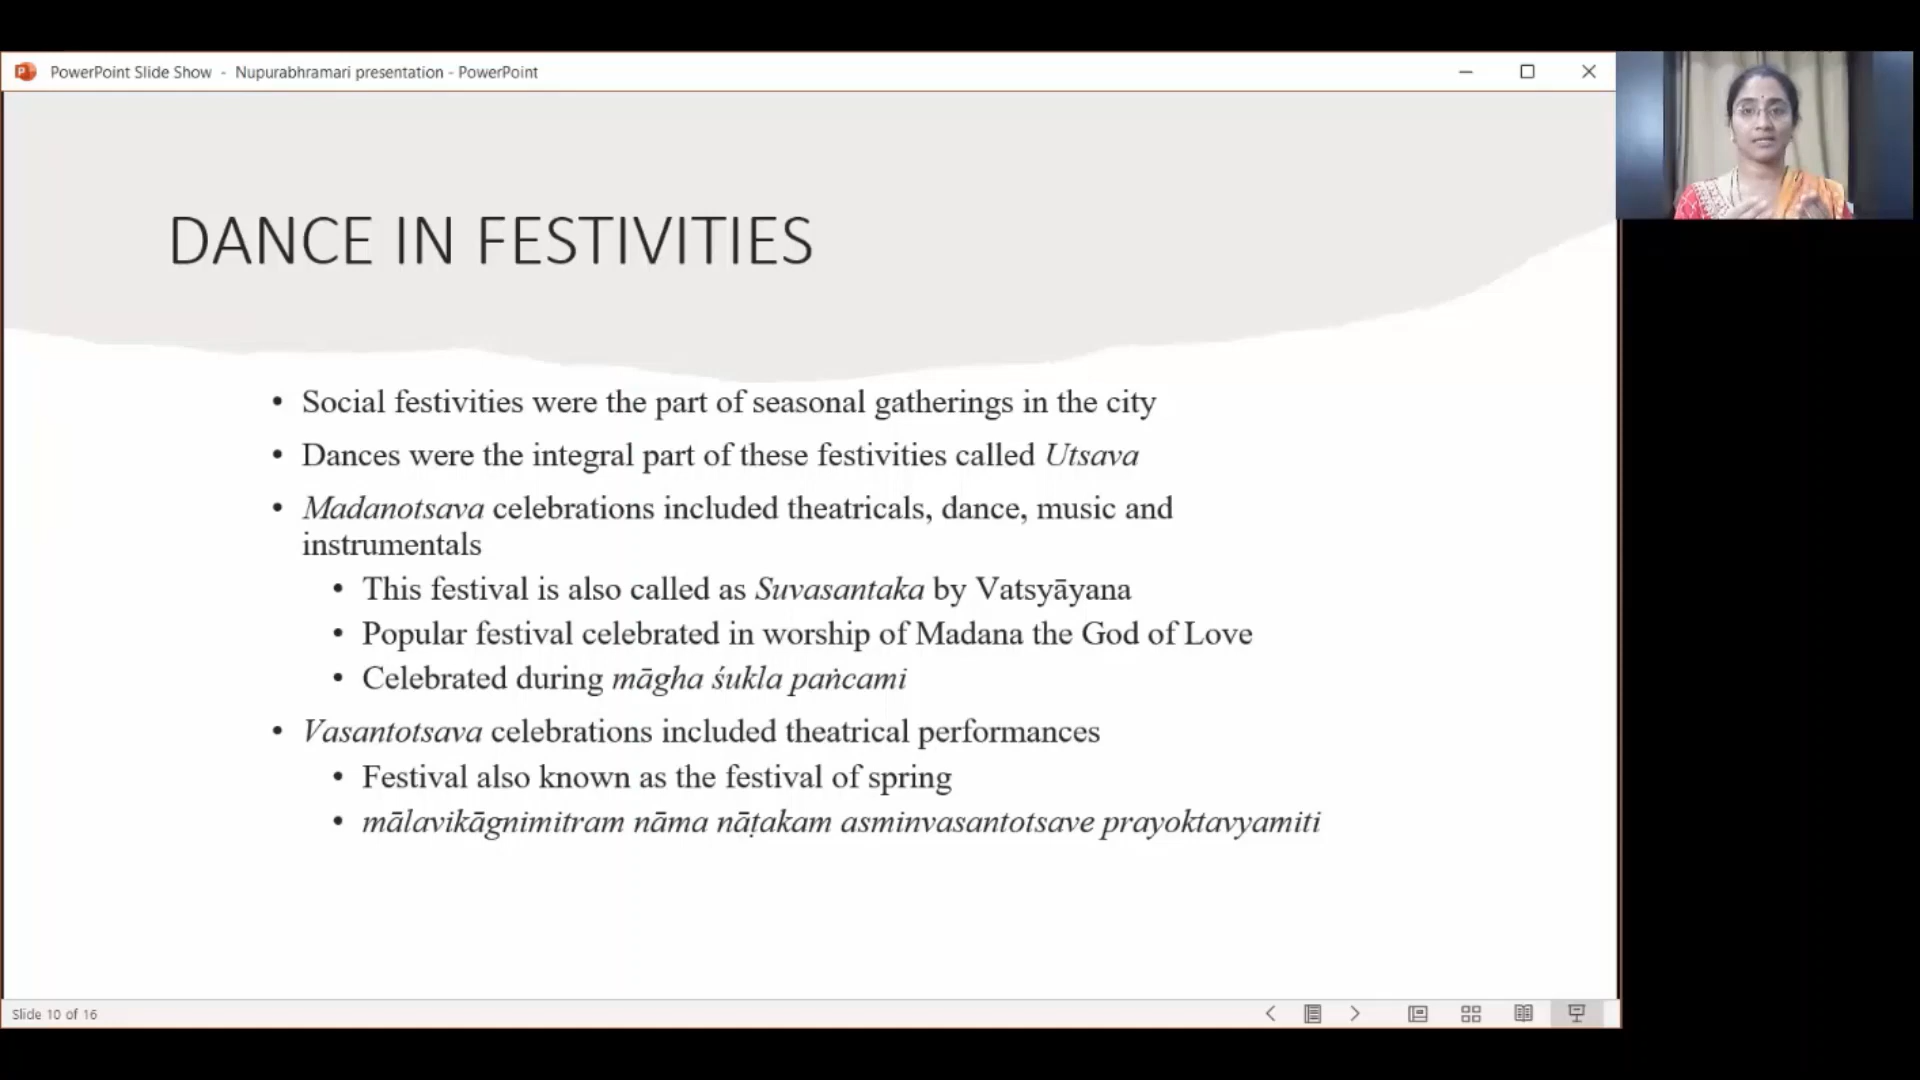 PowerPoint Slide Show - Nupurabhramari presentation - PowerPoint
DANCE IN FESTIVITIES
• Social festivities were the part of seasonal gatherings in the city
• Dances were the integral part of these festivities called Utsava
• Madanotsava celebrations included theatricals, dance, music and
instrumentals
• This festival is also called as Suvasantaka by Vatsyāyana
• Popular festival celebrated in worship of Madana the God of Love
• Celebrated during māgha śukla paṅcami
• Vasantotsava celebrations included theatrical performances
• Festival also known as the festival of spring
• mālavikāgnimitram nāma nāṭakam asminvasantotsave prayoktavyamiti
Slide 10 of 16